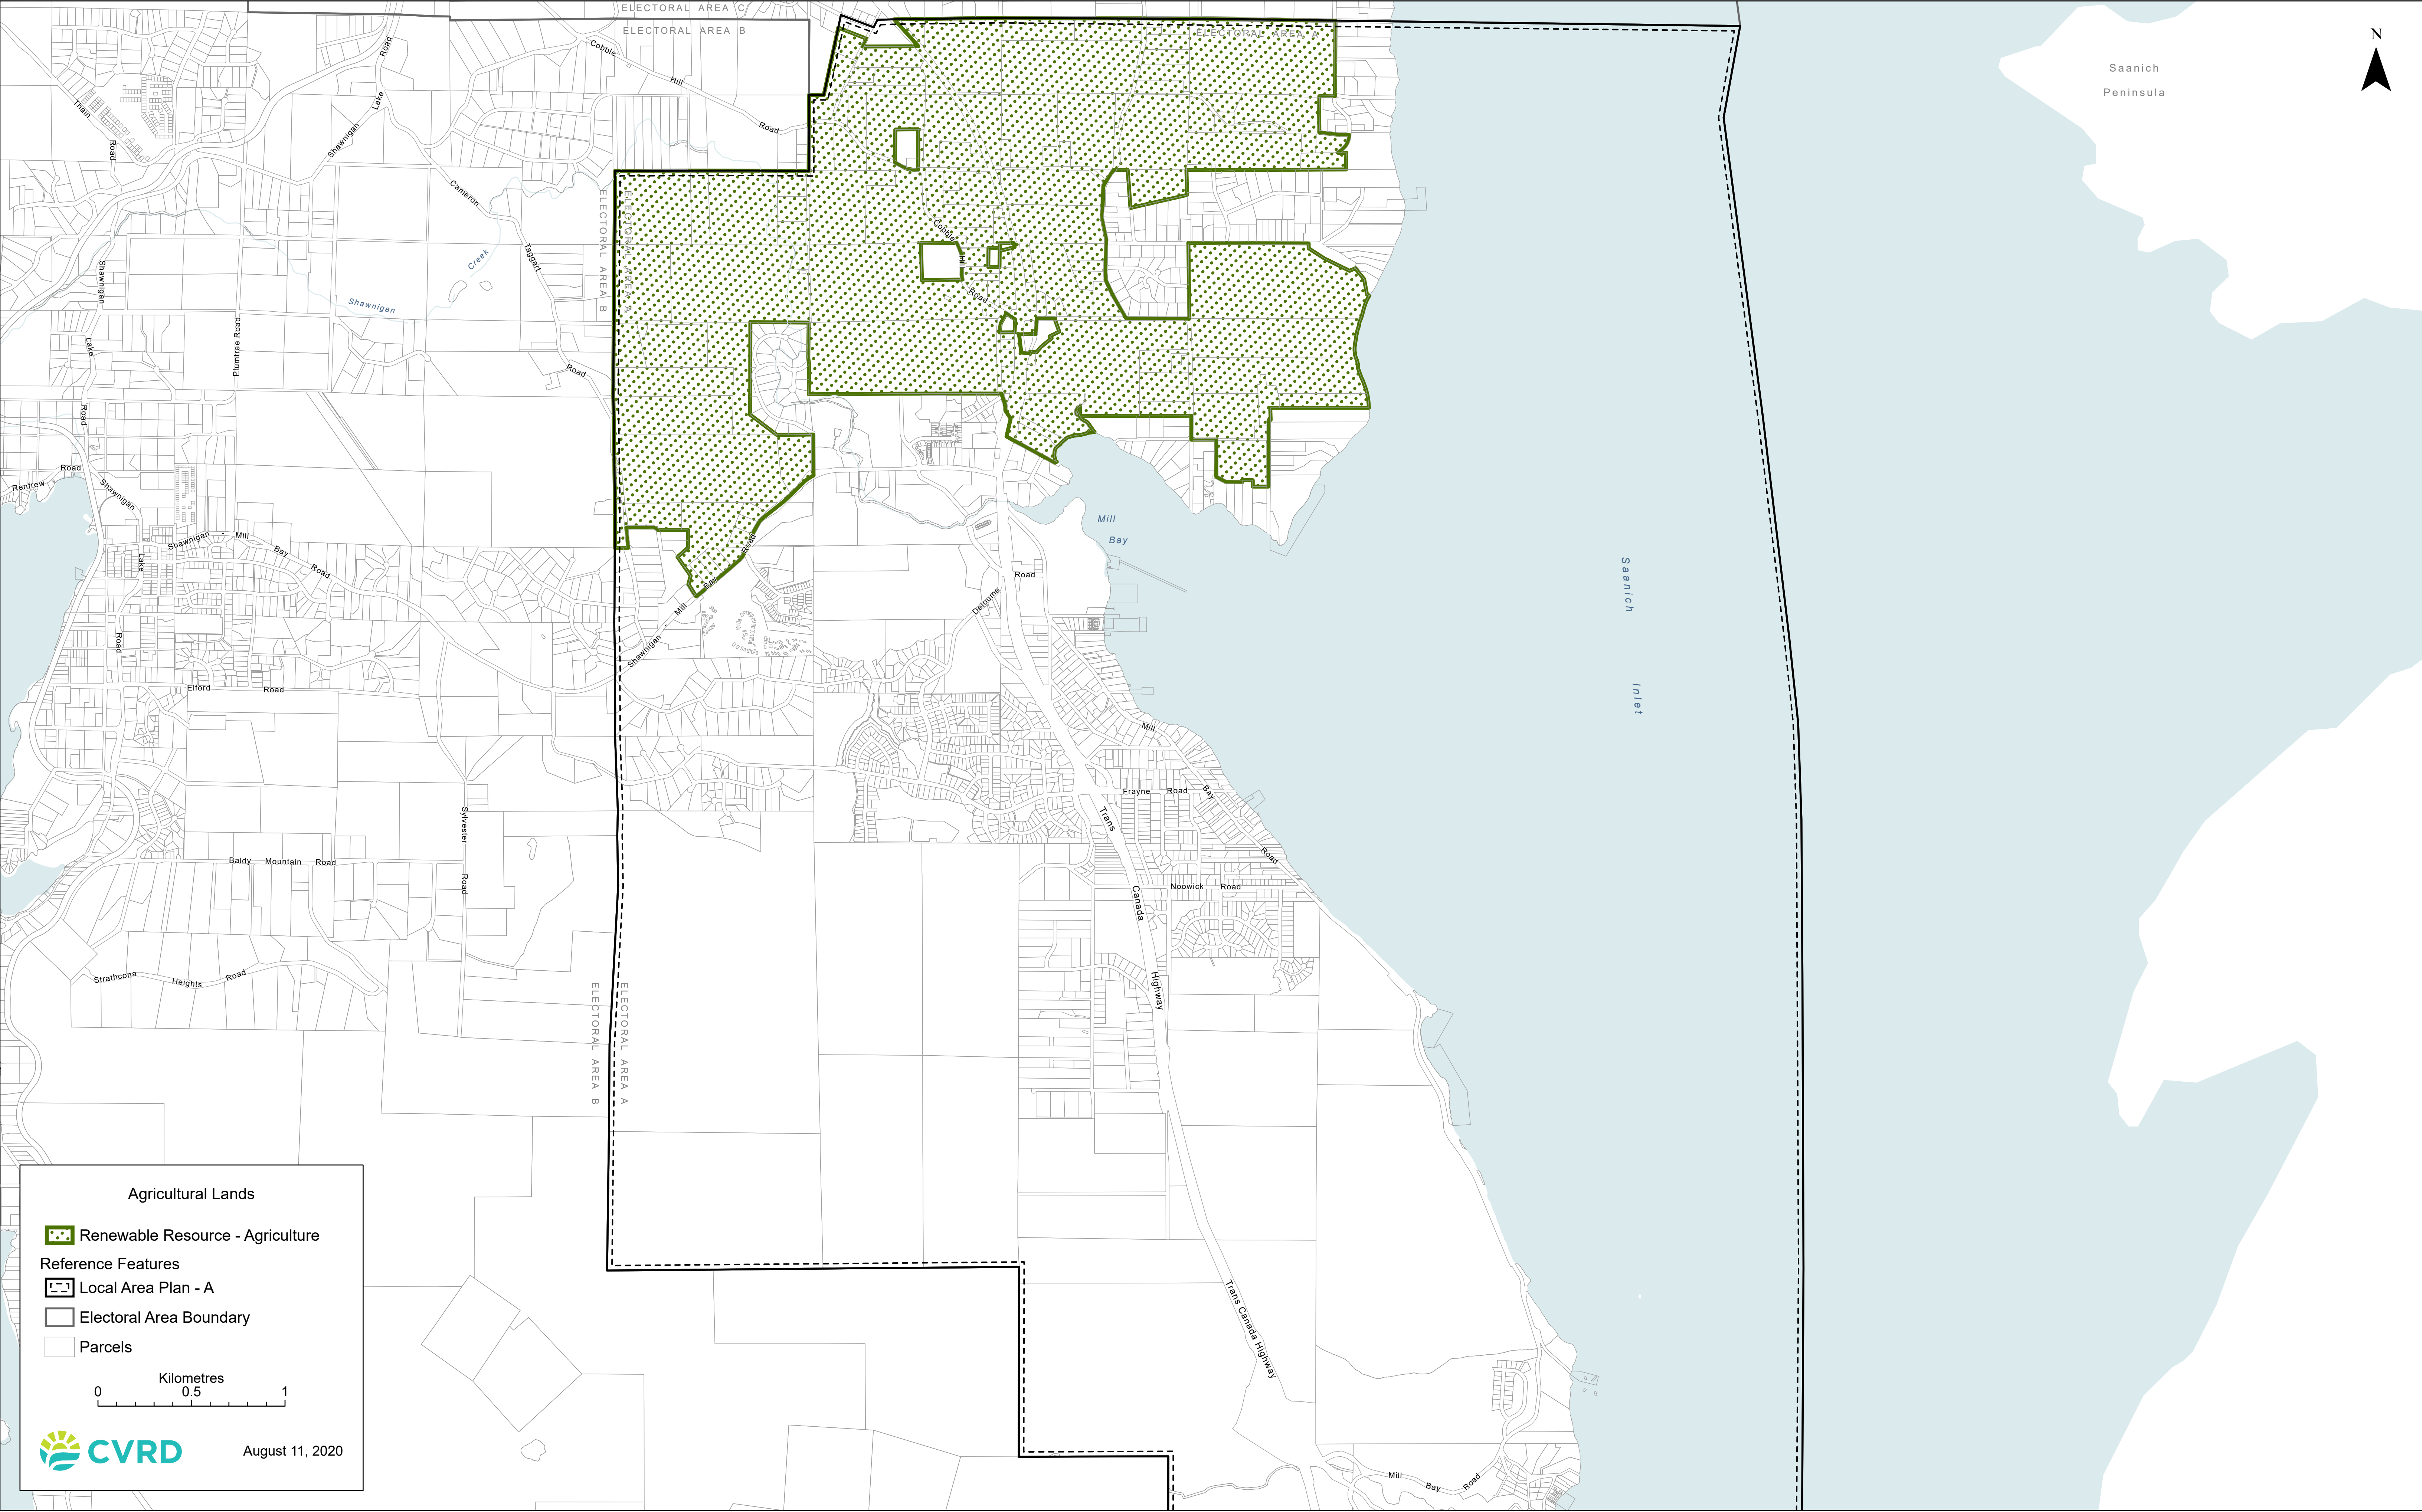 ELECTORAL AREA C
ELECTORAL AREA B
ELECTORAL AREA A
N
Saanich
Peninsula
Cobble
Hill
Road
Road
Lake
Shawnigan
Thain
Road
Cameron
Taggart
Road
Creek
Shawnigan
Shawnigan
Lake
Road
Plumtree Road
ELECTORAL AREA B
ELECTORAL AREA A
Cobble
Hill
Road
Road
Renfrew
Shawnigan
Lake
Road
Shawnigan - Mill
Bay
Road
Elford Road
Shawnigan
-
Mill
Bay
Road
Mill
Bay
Saanich
Inlet
Road
Deloume
Mill
Bay
Road
Frayne Road
Noowick Road
Trans
Canada
Highway
Sylvester
Road
Baldy Mountain Road
Strathcona
Heights
Road
ELECTORAL AREA B
ELECTORAL AREA A
Trans Canada Highway
Mill
Bay
Road
Agricultural Lands
Renewable Resource - Agriculture
Reference Features
Local Area Plan - A
Electoral Area Boundary
Parcels
Kilometres
0 0.5 1
CVRD
August 11, 2020